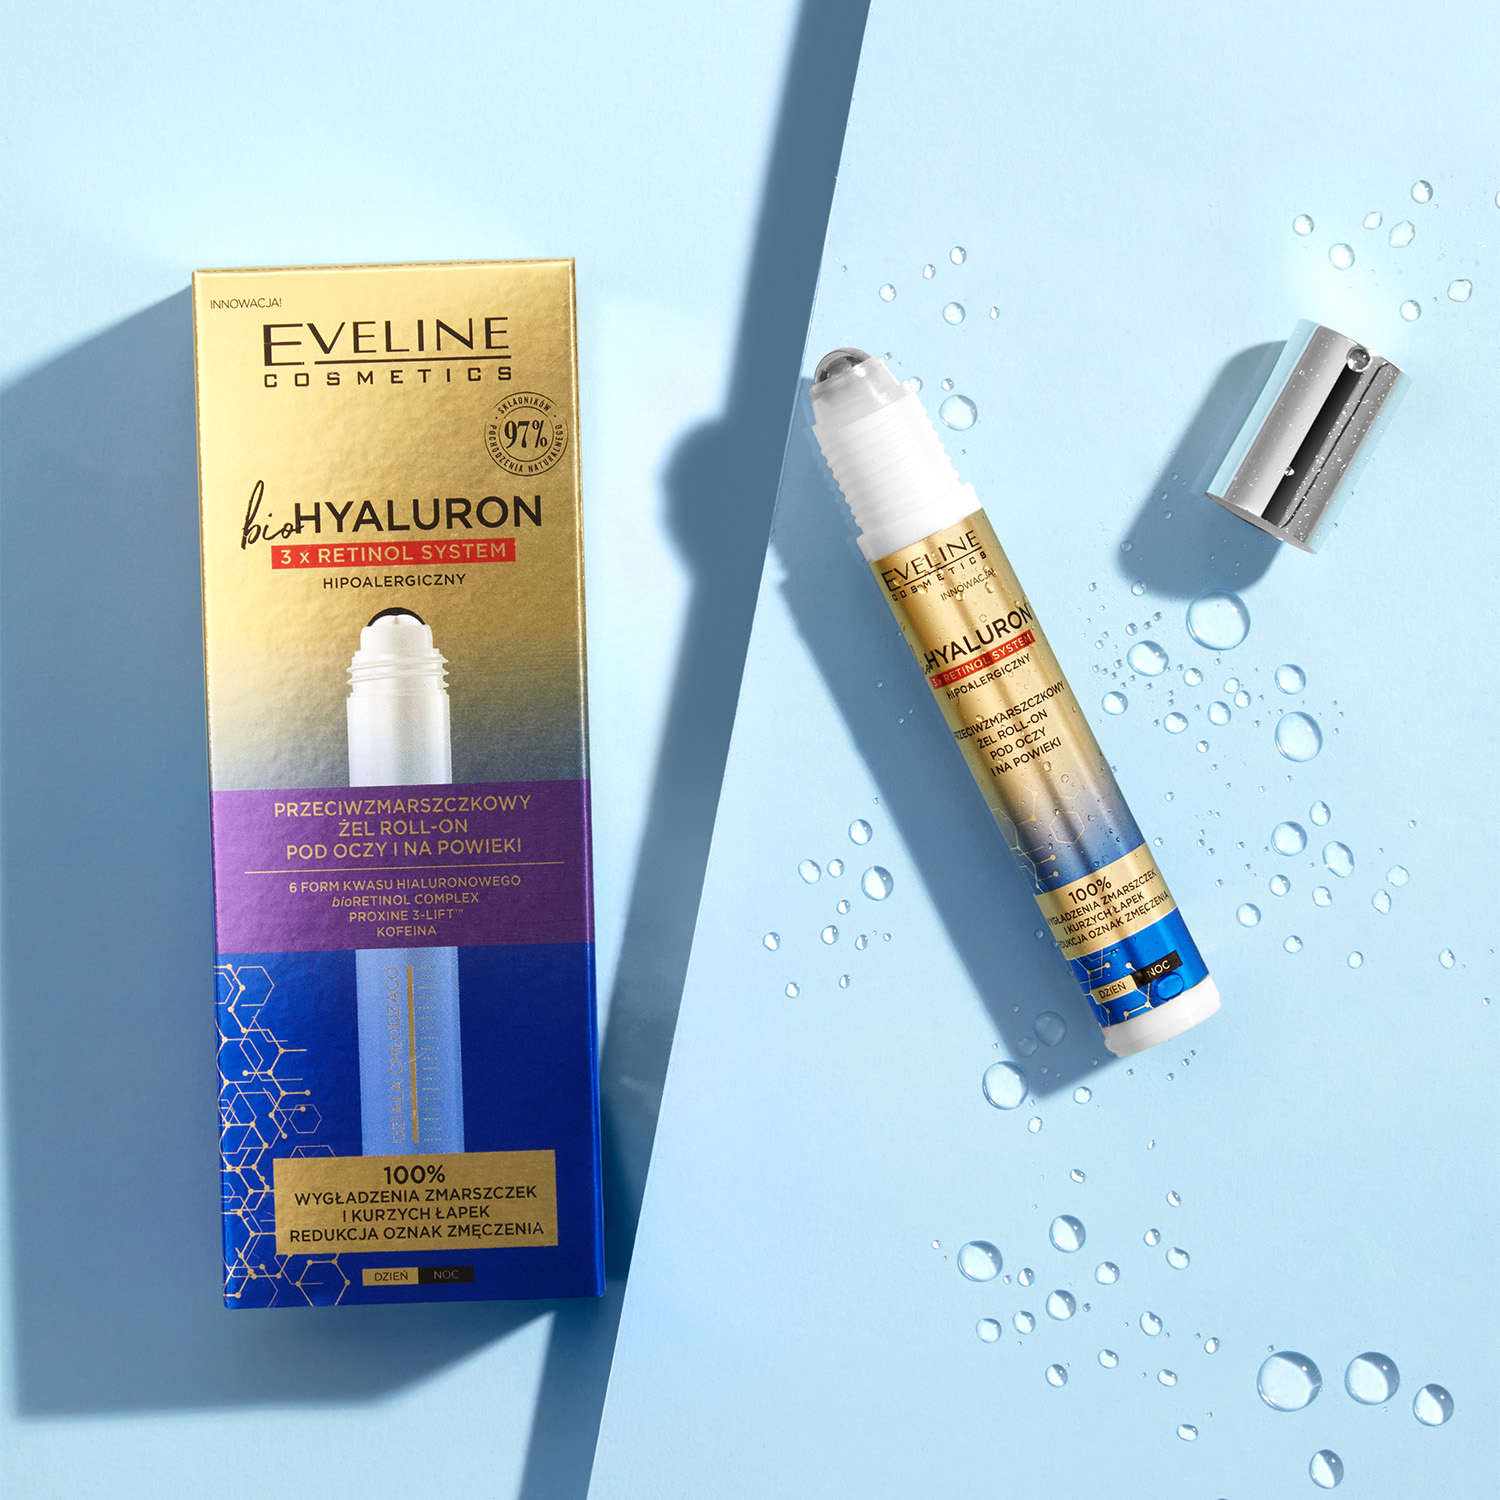 INNOWACJA!
EVELINE
COSMETICS
SKŁADNIKÓW
97%
POCHODZENIA NATURALNEGO
bioHYALURON
3 x RETINOL SYSTEM
HIPOALERGICZNY
PRZECIWZMARSZCZKOWY
ŻEL ROLL-ON
POD OCZY I NA POWIEKI
6 FORM KWASU HIALURONOWEGO
bioRETINOL COMPLEX
PROXINE 3-LIFT™
KOFEINA
DZIAŁA CHŁODZĄCO
100%
WYGŁADZENIA ZMARSZCZEK
I KURZYCH ŁAPEK
REDUKCJA OZNAK ZMĘCZENIA
DZIEŃ NOC
EVELINE
COSMETICS
INNOWACJA!
bioHYALURON
3 x RETINOL SYSTEM
HIPOALERGICZNY
PRZECIWZMARSZCZKOWY
ŻEL ROLL-ON
POD OCZY
I NA POWIEKI
100%
WYGŁADZENIA ZMARSZCZEK
I KURZYCH ŁAPEK
REDUKCJA OZNAK ZMĘCZENIA
DZIEŃ NOC